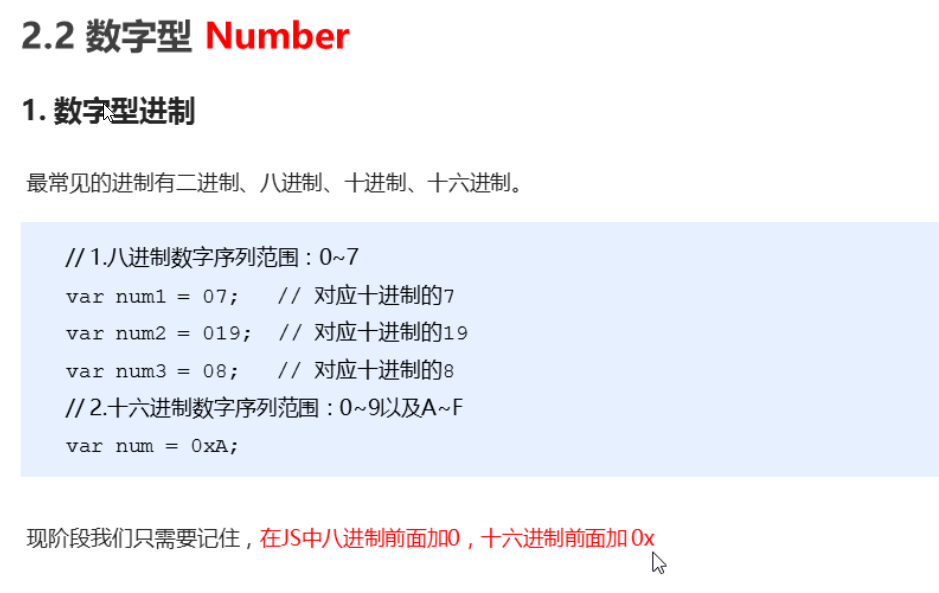 2.2 数字型 Number
1. 数字型进制
最常见的进制有二进制、八进制、十进制、十六进制。
// 1.八进制数字序列范围：0~7
var num1 = 07;   // 对应十进制的7
var num2 = 019;  // 对应十进制的19
var num3 = 08;   // 对应十进制的8
// 2.十六进制数字序列范围：0~9以及A~F
var num = 0xA;
现阶段我们只需要记住，在JS中八进制前面加0，十六进制前面加 0x